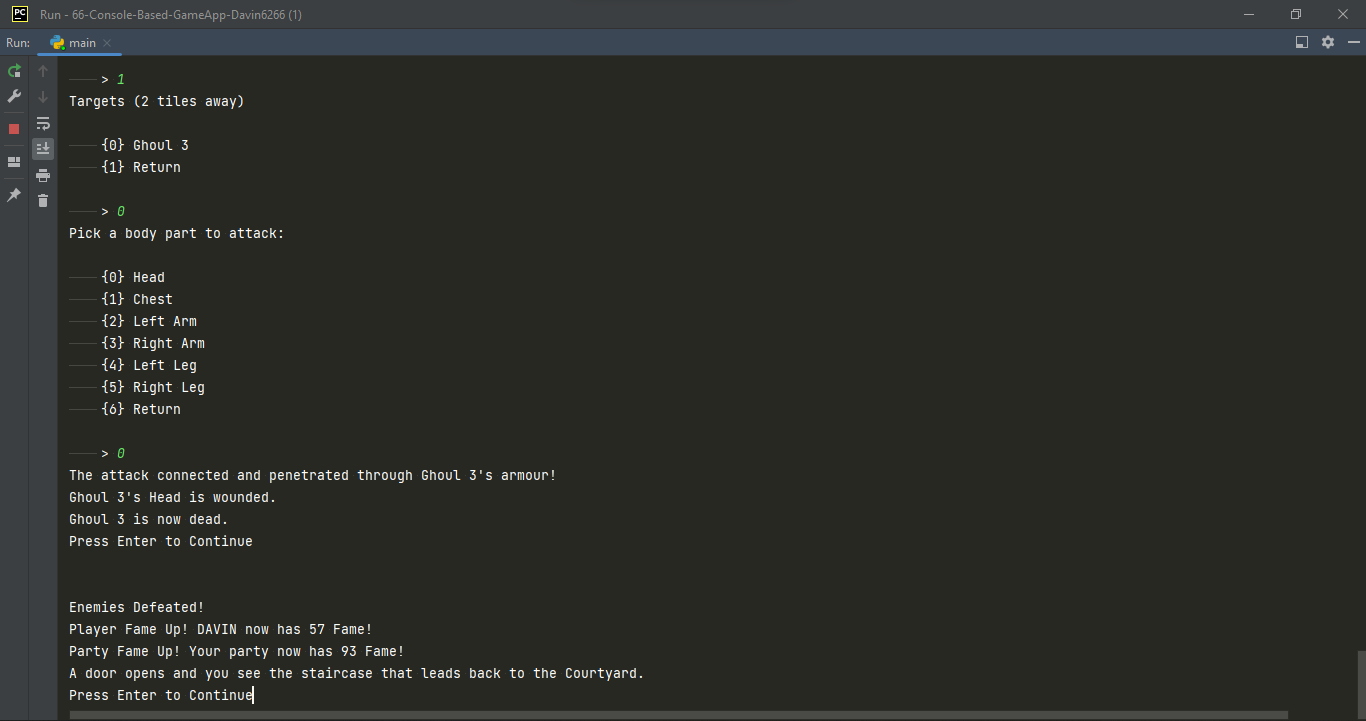 PC Run - 66-Console-Based-GameApp-Davin6266 (1)
Run: main
> 1
Targets (2 tiles away)
{0} Ghoul 3
{1} Return
> 0
Pick a body part to attack:
{0} Head
{1} Chest
{2} Left Arm
{3} Right Arm
{4} Left Leg
{5} Right Leg
{6} Return
> 0
The attack connected and penetrated through Ghoul 3's armour!
Ghoul 3's Head is wounded.
Ghoul 3 is now dead.
Press Enter to Continue
Enemies Defeated!
Player Fame Up! DAVIN now has 57 Fame!
Party Fame Up! Your party now has 93 Fame!
A door opens and you see the staircase that leads back to the Courtyard.
Press Enter to Continue